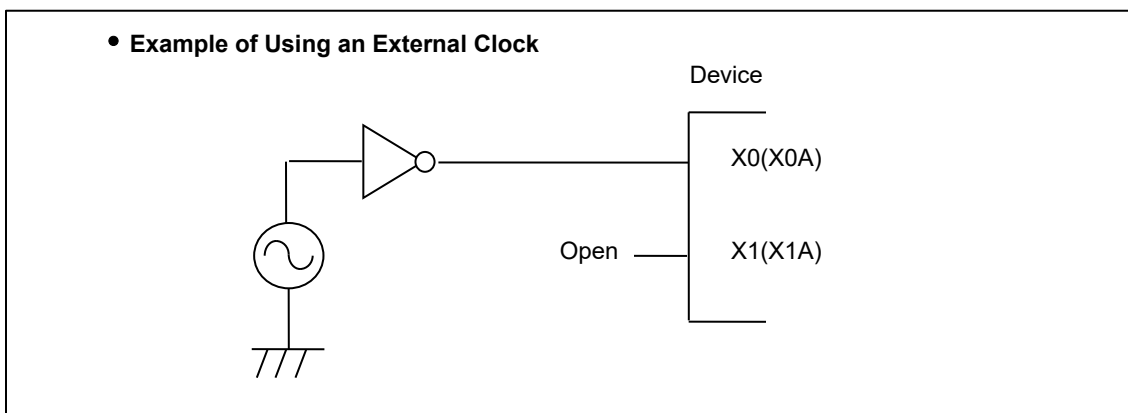 • Example of Using an External Clock
Device
X0(X0A)
Open
X1(X1A)